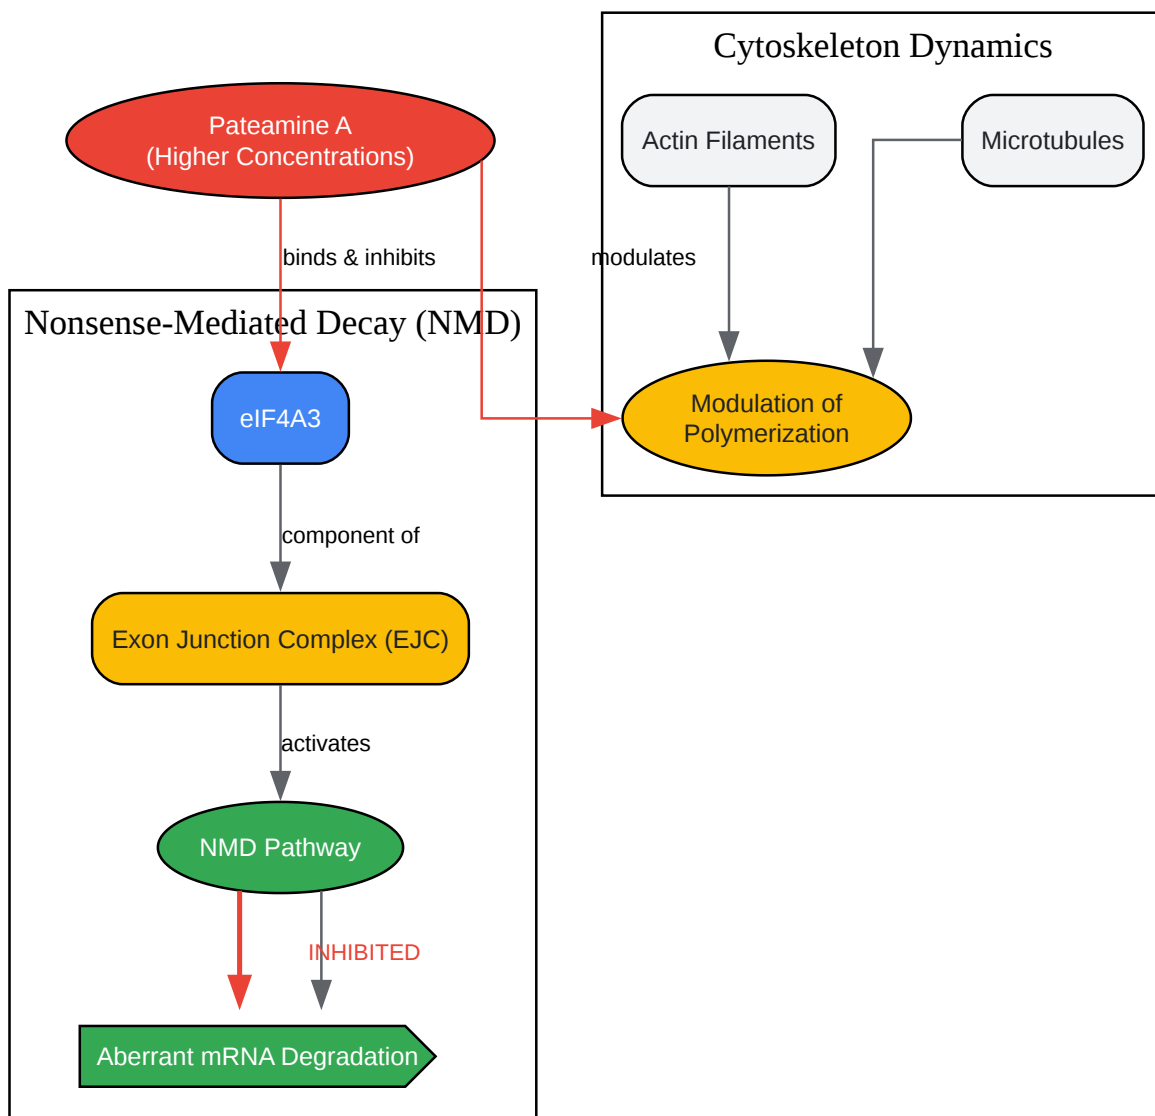 Cytoskeleton Dynamics
Pateamine A
(Higher Concentrations)
Actin Filaments
Microtubules
binds & inhibits
modulates
Nonsense-Mediated Decay (NMD)
eIF4A3
Modulation of
Polymerization
component of
Exon Junction Complex (EJC)
activates
NMD Pathway
INHIBITED
Aberrant mRNA Degradation